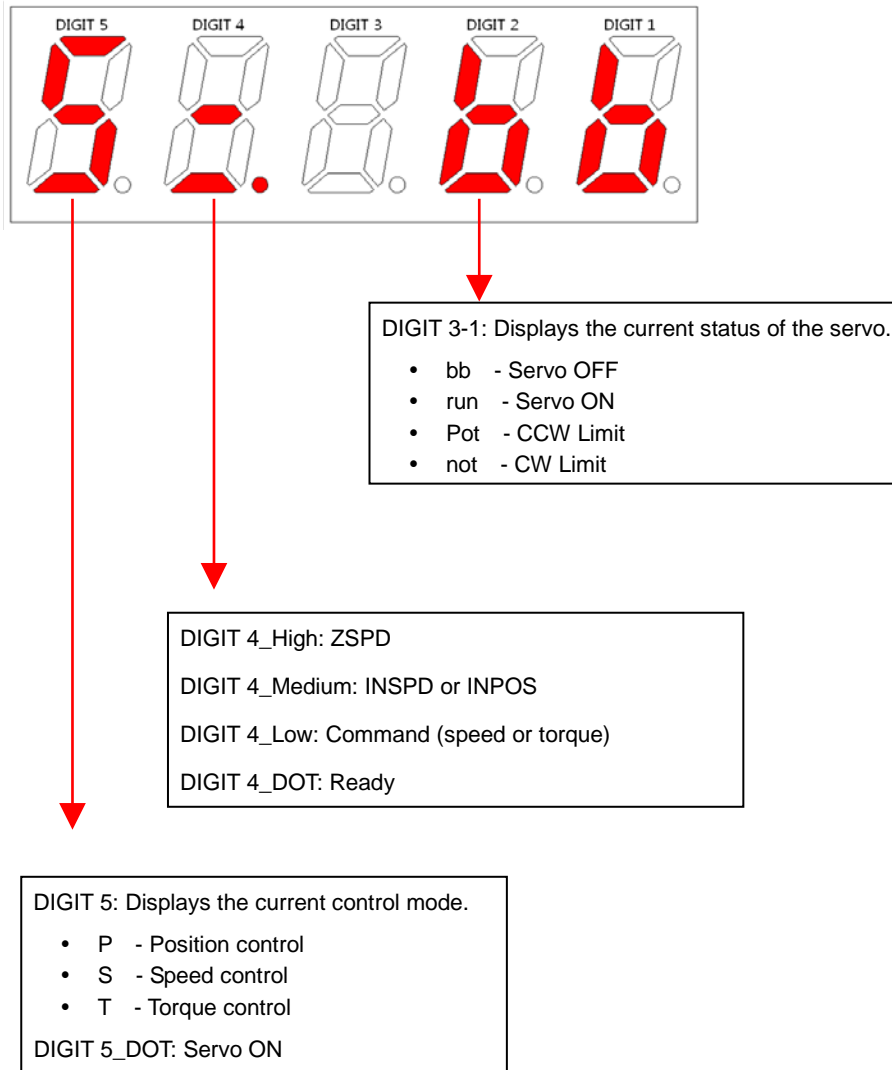 DIGIT 5 DIGIT 4 DIGIT 3 DIGIT 2 DIGIT 1
S = . b b
DIGIT 3-1: Displays the current status of the servo.
• bb - Servo OFF
• run - Servo ON
• Pot - CCW Limit
• not - CW Limit
DIGIT 4_High: ZSPD
DIGIT 4_Medium: INSPD or INPOS
DIGIT 4_Low: Command (speed or torque)
DIGIT 4_DOT: Ready
DIGIT 5: Displays the current control mode.
• P - Position control
• S - Speed control
• T - Torque control
DIGIT 5_DOT: Servo ON